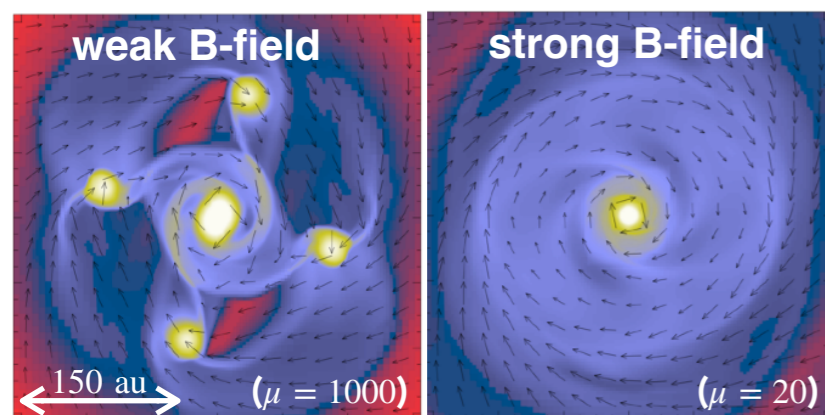 weak B-field
strong B-field
150 au
(μ = 1000)
(μ = 20)